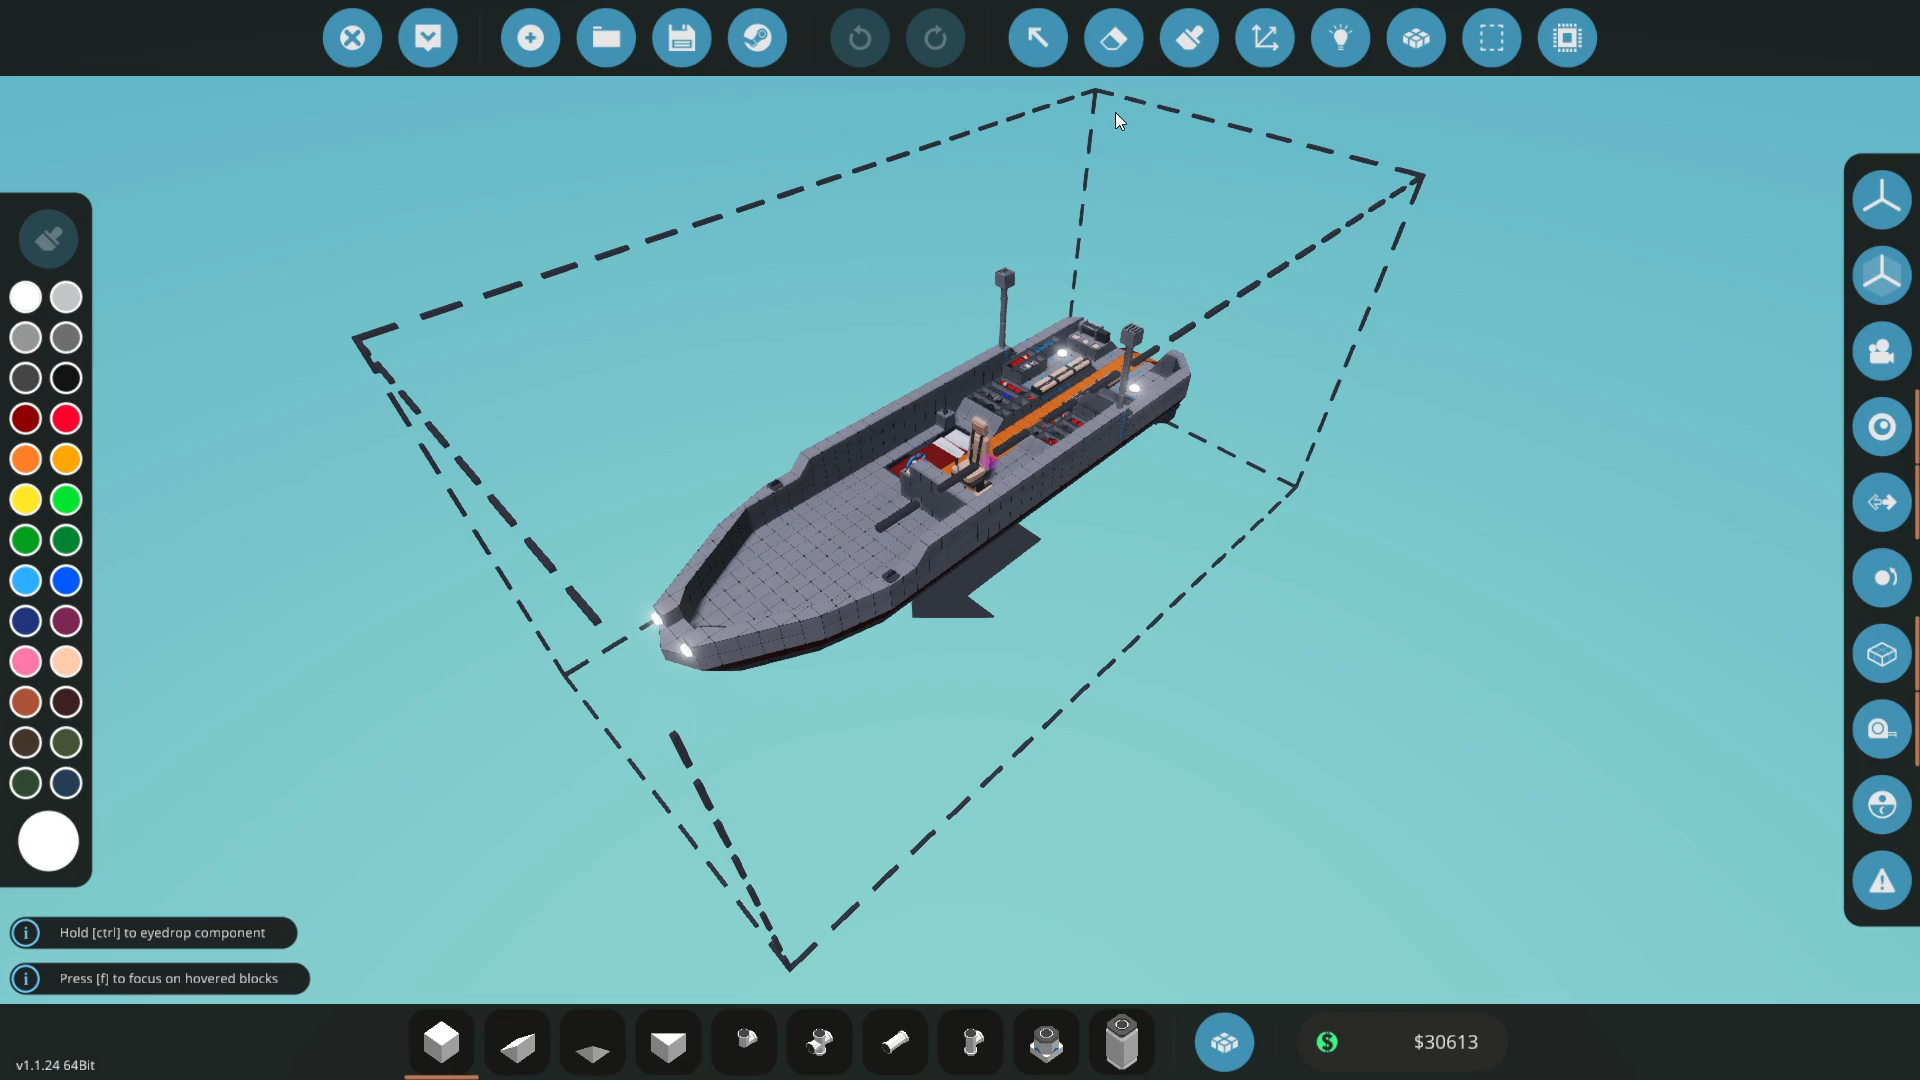 Hold [ctrl] to eyedrop component
Press [f] to focus on hovered blocks
v1.1.24 64Bit
$30613